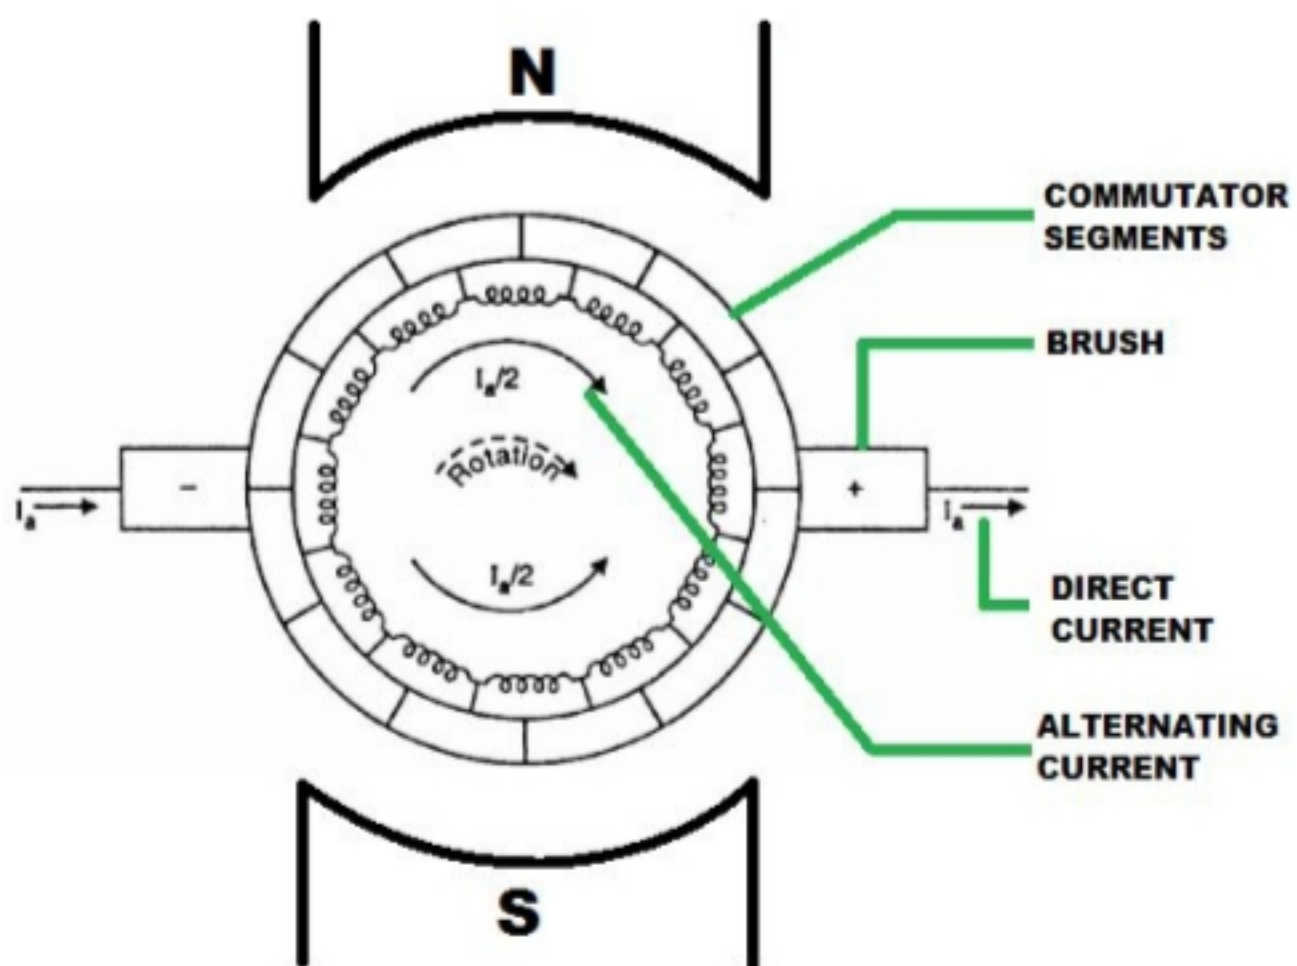 N
COMMUTATOR
SEGMENTS
BRUSH
Iₐ/2
Rotation
−
+
Iₐ
Iₐ
Iₐ/2
DIRECT
CURRENT
ALTERNATING
CURRENT
S